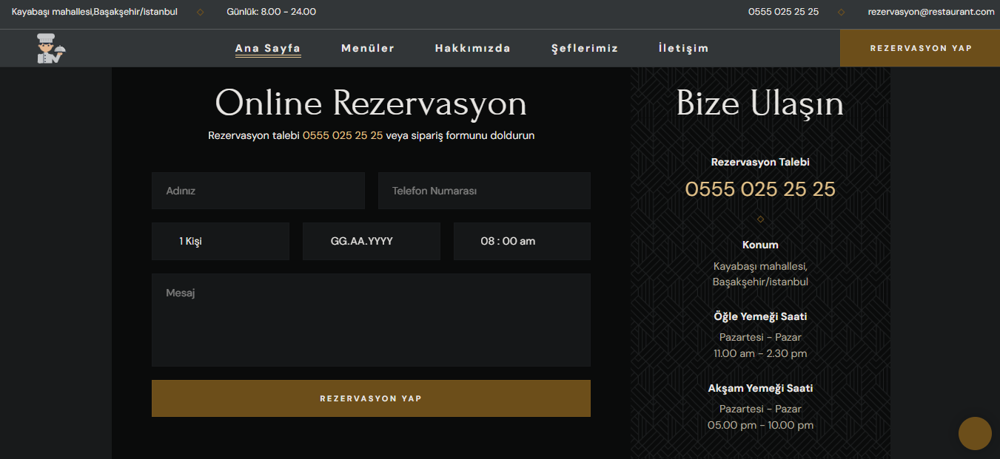 Kayabaşı mahallesi,Başakşehir/istanbul
Günlük: 8.00 - 24.00
0555 025 25 25
rezervasyon@restaurant.com
Ana Sayfa
Menüler
Hakkımızda
Şeflerimiz
İletişim
REZERVASYON YAP
Online Rezervasyon
Rezervasyon talebi 0555 025 25 25 veya sipariş formunu doldurun
Adınız
Telefon Numarası
1 Kişi
GG.AA.YYYY
08 : 00 am
Mesaj
REZERVASYON YAP
Bize Ulaşın
Rezervasyon Talebi
0555 025 25 25
Konum
Kayabaşı mahallesi,
Başakşehir/istanbul
Öğle Yemeği Saati
Pazartesi - Pazar
11.00 am - 2.30 pm
Akşam Yemeği Saati
Pazartesi - Pazar
05.00 pm - 10.00 pm